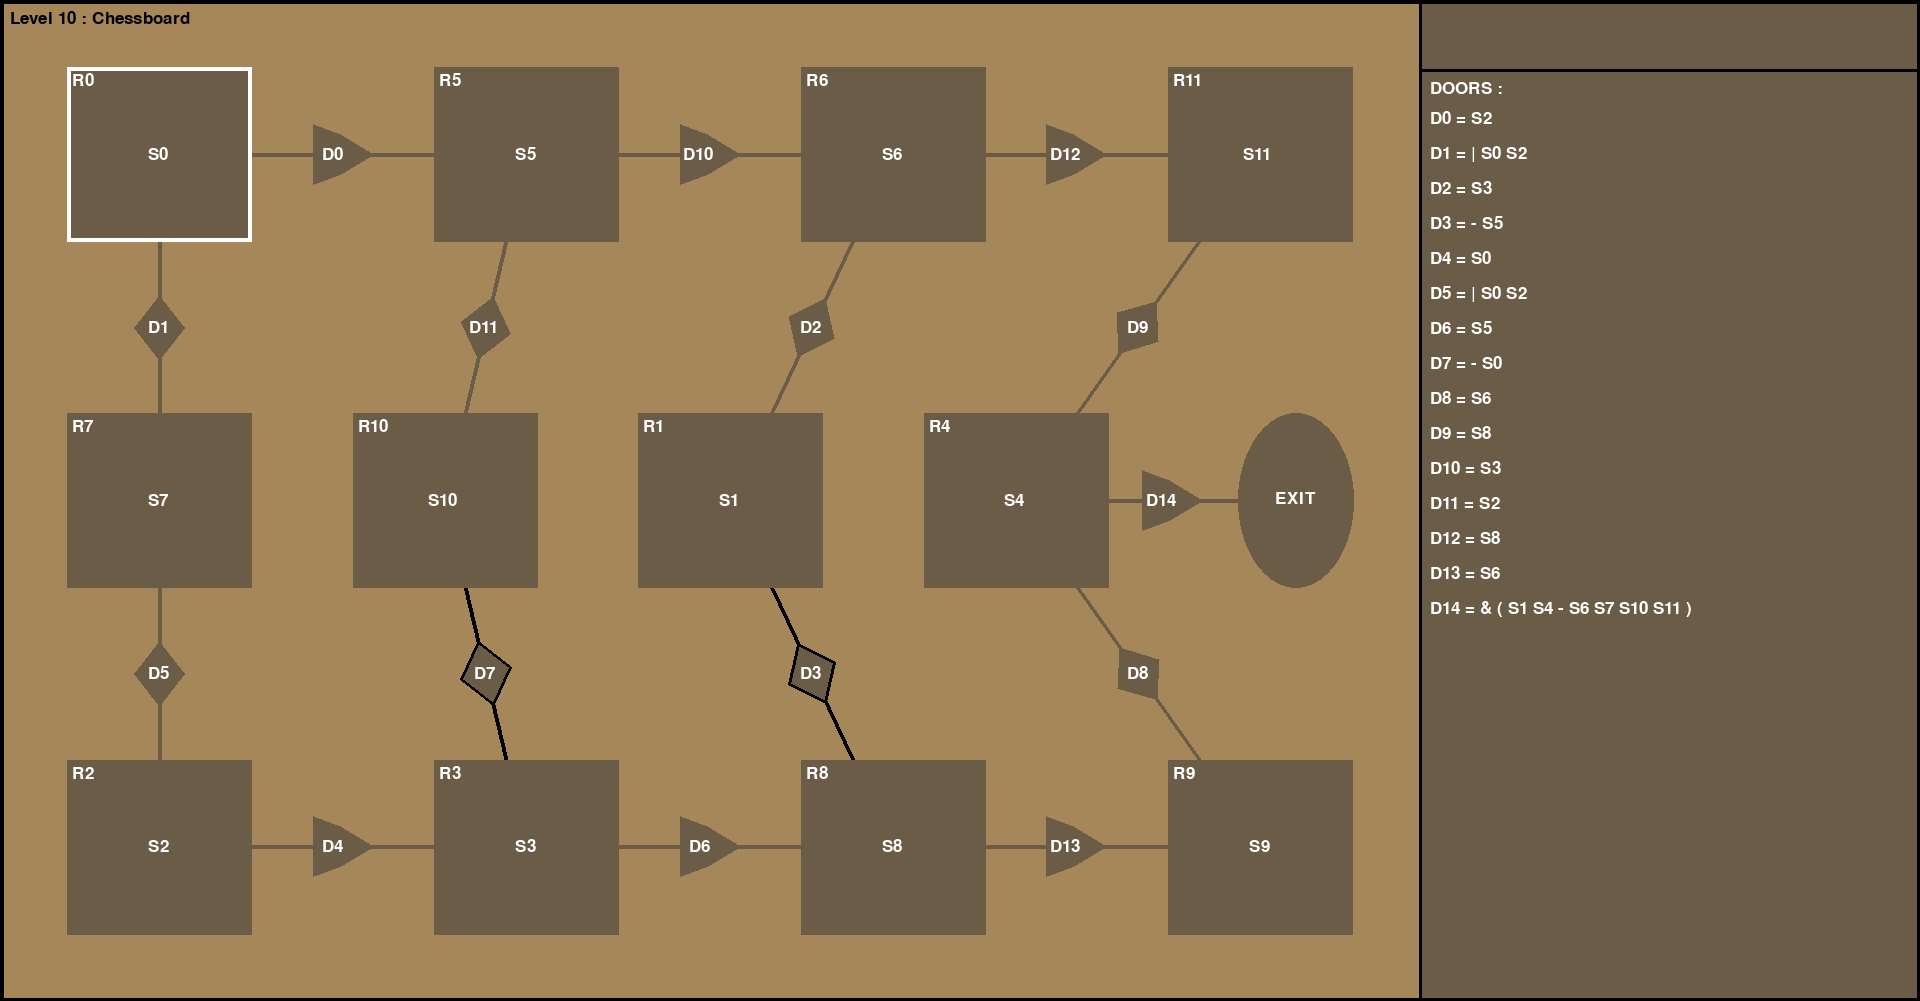 Level 10 : Chessboard
R0
S0
D0
R5
S5
D10
R6
S6
D12
R11
S11
D1
D11
D2
D9
R7
S7
R10
S10
R1
S1
R4
S4
D14
EXIT
D5
D7
D3
D8
R2
S2
D4
R3
S3
D6
R8
S8
D13
R9
S9
DOORS :
D0 = S2
D1 = | S0 S2
D2 = S3
D3 = - S5
D4 = S0
D5 = | S0 S2
D6 = S5
D7 = - S0
D8 = S6
D9 = S8
D10 = S3
D11 = S2
D12 = S8
D13 = S6
D14 = & ( S1 S4 - S6 S7 S10 S11 )